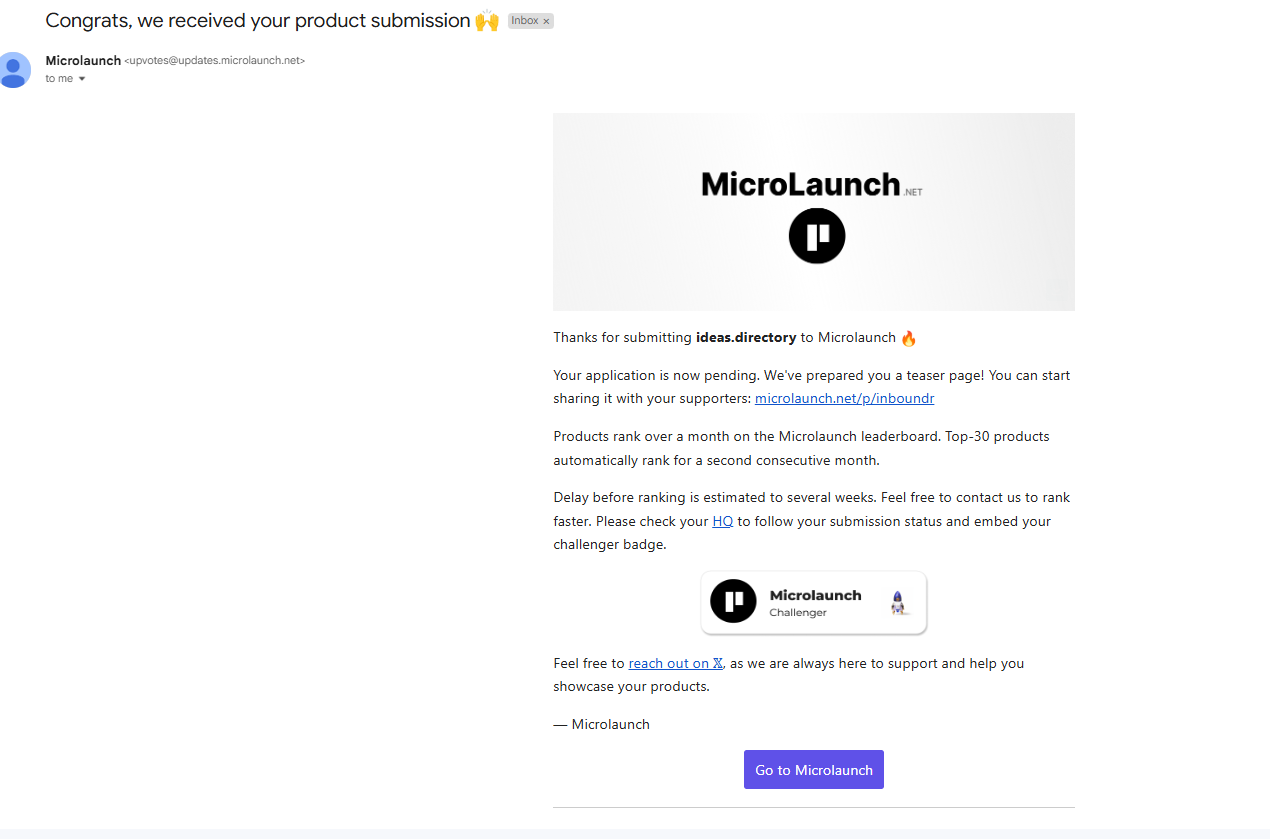 Congrats, we received your product submission 🙌 Inbox ×
Microlaunch <upvotes@updates.microlaunch.net>
to me
MicroLaunch .NET
Thanks for submitting ideas.directory to Microlaunch 🔥
Your application is now pending. We've prepared you a teaser page! You can start
sharing it with your supporters: microlaunch.net/p/inboundr
Products rank over a month on the Microlaunch leaderboard. Top-30 products
automatically rank for a second consecutive month.
Delay before ranking is estimated to several weeks. Feel free to contact us to rank
faster. Please check your HQ to follow your submission status and embed your
challenger badge.
Microlaunch
Challenger
Feel free to reach out on 𝕏, as we are always here to support and help you
showcase your products.
— Microlaunch
Go to Microlaunch